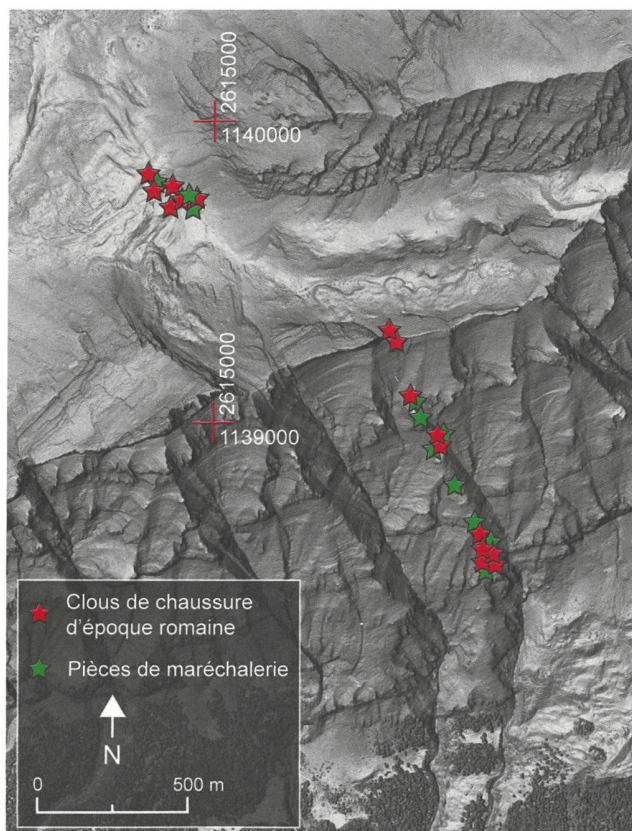 2615000
1140000
2615000
1139000
Clous de chaussure
d'époque romaine
Pièces de maréchalerie
N
0 500 m